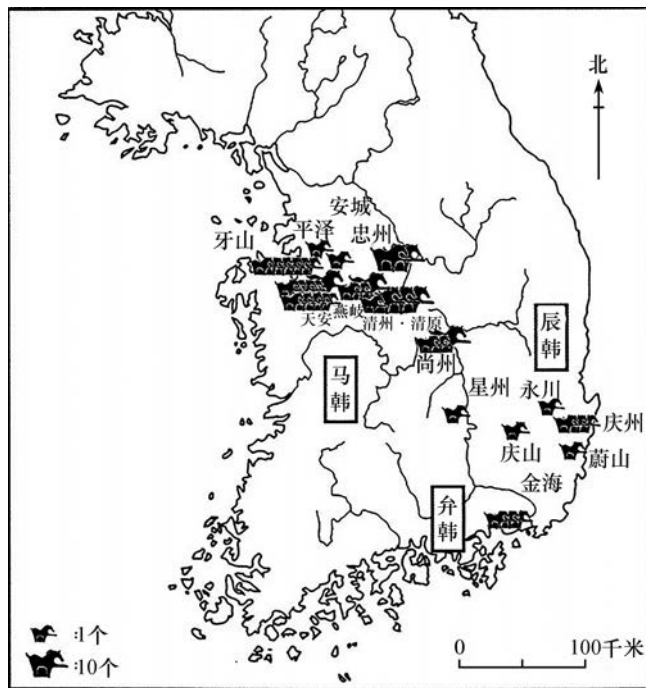 北
安城
平泽
忠州
牙山
天安
燕岐
清州·清原
尚州
辰韩
马韩
星州
永川
庆州
庆山
蔚山
金海
弁韩
:1个
:10个
0
100千米